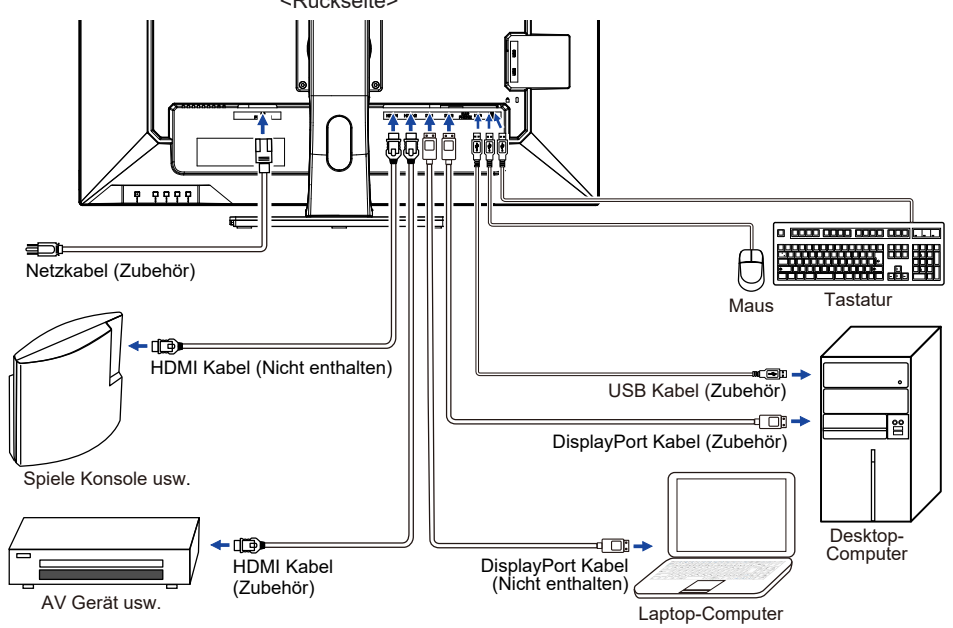 <Rückseite>
Netzkabel (Zubehör)
Maus
Tastatur
HDMI Kabel (Nicht enthalten)
USB Kabel (Zubehör)
DisplayPort Kabel (Zubehör)
Spiele Konsole usw.
Desktop-
Computer
HDMI Kabel
(Zubehör)
DisplayPort Kabel
(Nicht enthalten)
AV Gerät usw.
Laptop-Computer